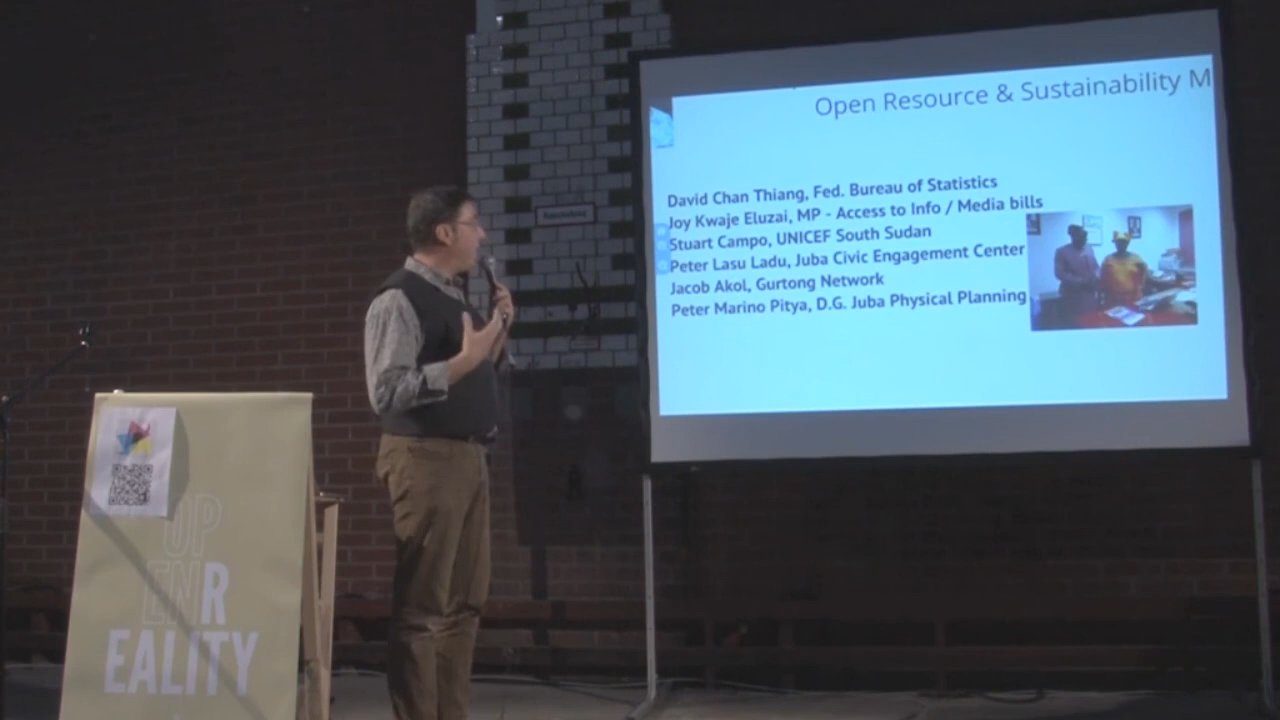 Open Resource & Sustainability M
David Chan Thiang, Fed. Bureau of Statistics
Joy Kwaje Eluzai, MP - Access to Info / Media bills
Stuart Campo, UNICEF South Sudan
Peter Lasu Ladu, Juba Civic Engagement Center
Jacob Akol, Gurtong Network
Peter Marino Pitya, D.G. Juba Physical Planning
OP
ENR
EALITY